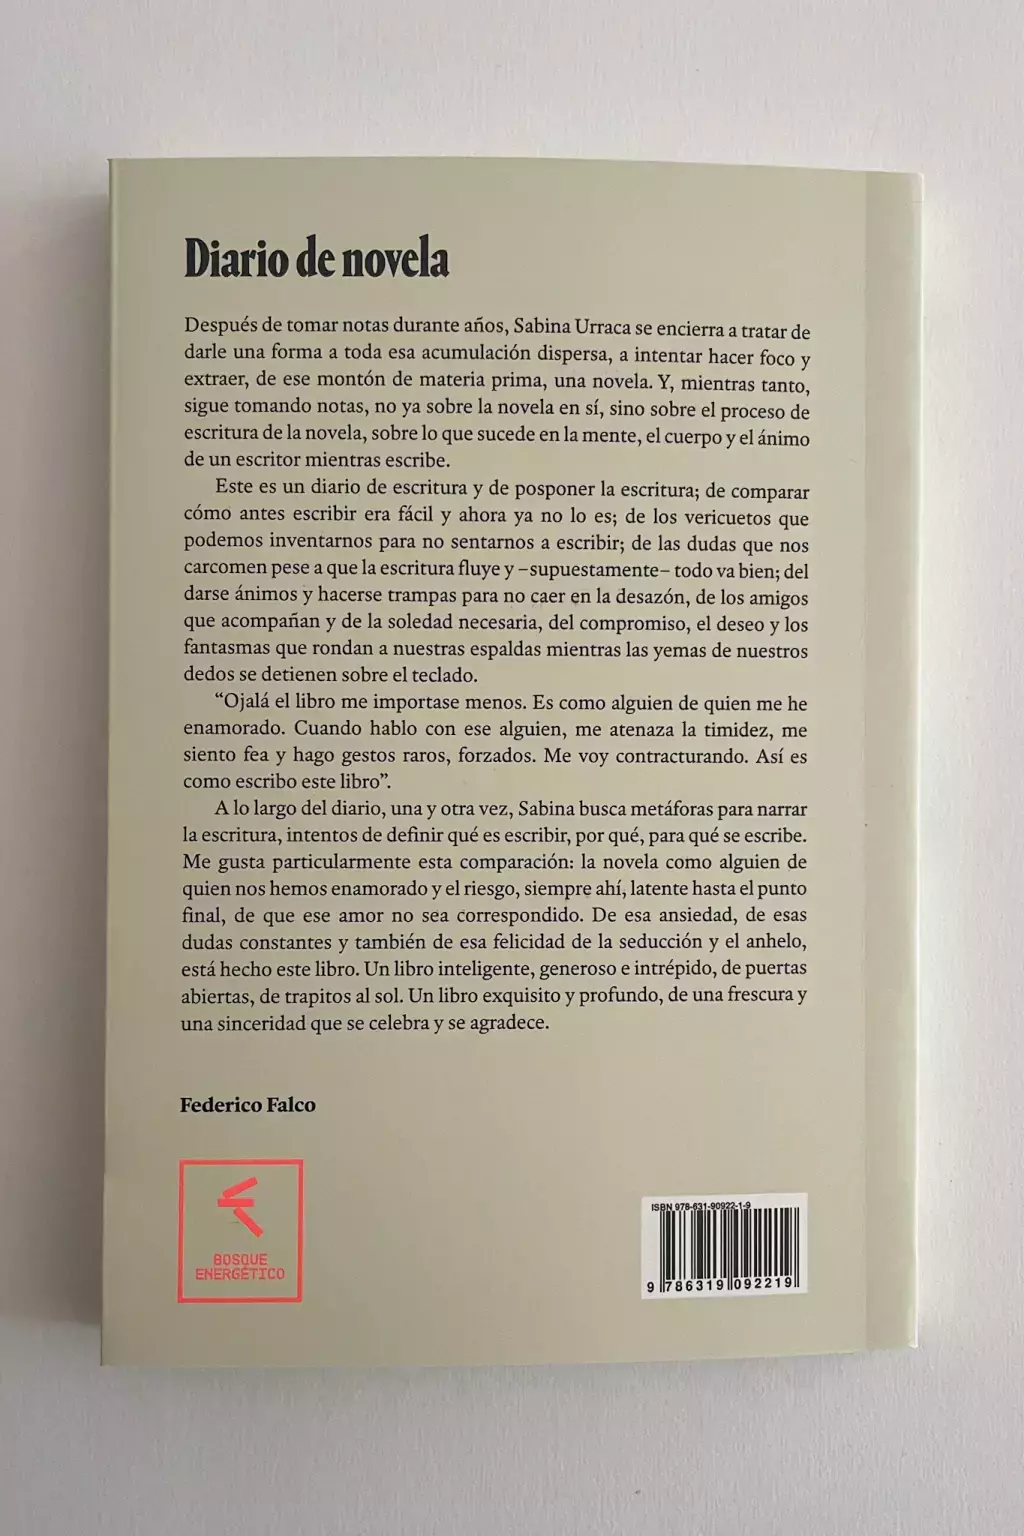 Diario de novela
Después de tomar notas durante años, Sabina Urraca se encierra a tratar de
darle una forma a toda esa acumulación dispersa, a intentar hacer foco y
extraer, de ese montón de materia prima, una novela. Y, mientras tanto,
sigue tomando notas, no ya sobre la novela en sí, sino sobre el proceso de
escritura de la novela, sobre lo que sucede en la mente, el cuerpo y el ánimo
de un escritor mientras escribe.
Este es un diario de escritura y de posponer la escritura; de comparar
cómo antes escribir era fácil y ahora ya no lo es; de los vericuetos que
podemos inventarnos para no sentarnos a escribir; de las dudas que nos
carcomen pese a que la escritura fluye y –supuestamente– todo va bien; del
darse ánimos y hacerse trampas para no caer en la desazón, de los amigos
que acompañan y de la soledad necesaria, del compromiso, el deseo y los
fantasmas que rondan a nuestras espaldas mientras las yemas de nuestros
dedos se detienen sobre el teclado.
“Ojalá el libro me importase menos. Es como alguien de quien me he
enamorado. Cuando hablo con ese alguien, me atenaza la timidez, me
siento fea y hago gestos raros, forzados. Me voy contracturando. Así es
como escribo este libro”.
A lo largo del diario, una y otra vez, Sabina busca metáforas para narrar
la escritura, intentos de definir qué es escribir, por qué, para qué se escribe.
Me gusta particularmente esta comparación: la novela como alguien de
quien nos hemos enamorado y el riesgo, siempre ahí, latente hasta el punto
final, de que ese amor no sea correspondido. De esa ansiedad, de esas
dudas constantes y también de esa felicidad de la seducción y el anhelo,
está hecho este libro. Un libro inteligente, generoso e intrépido, de puertas
abiertas, de trapitos al sol. Un libro exquisito y profundo, de una frescura y
una sinceridad que se celebra y se agradece.
Federico Falco
BOSQUE
ENERGÉTICO
ISBN 978-631-90922-1-9
9 786319 092219